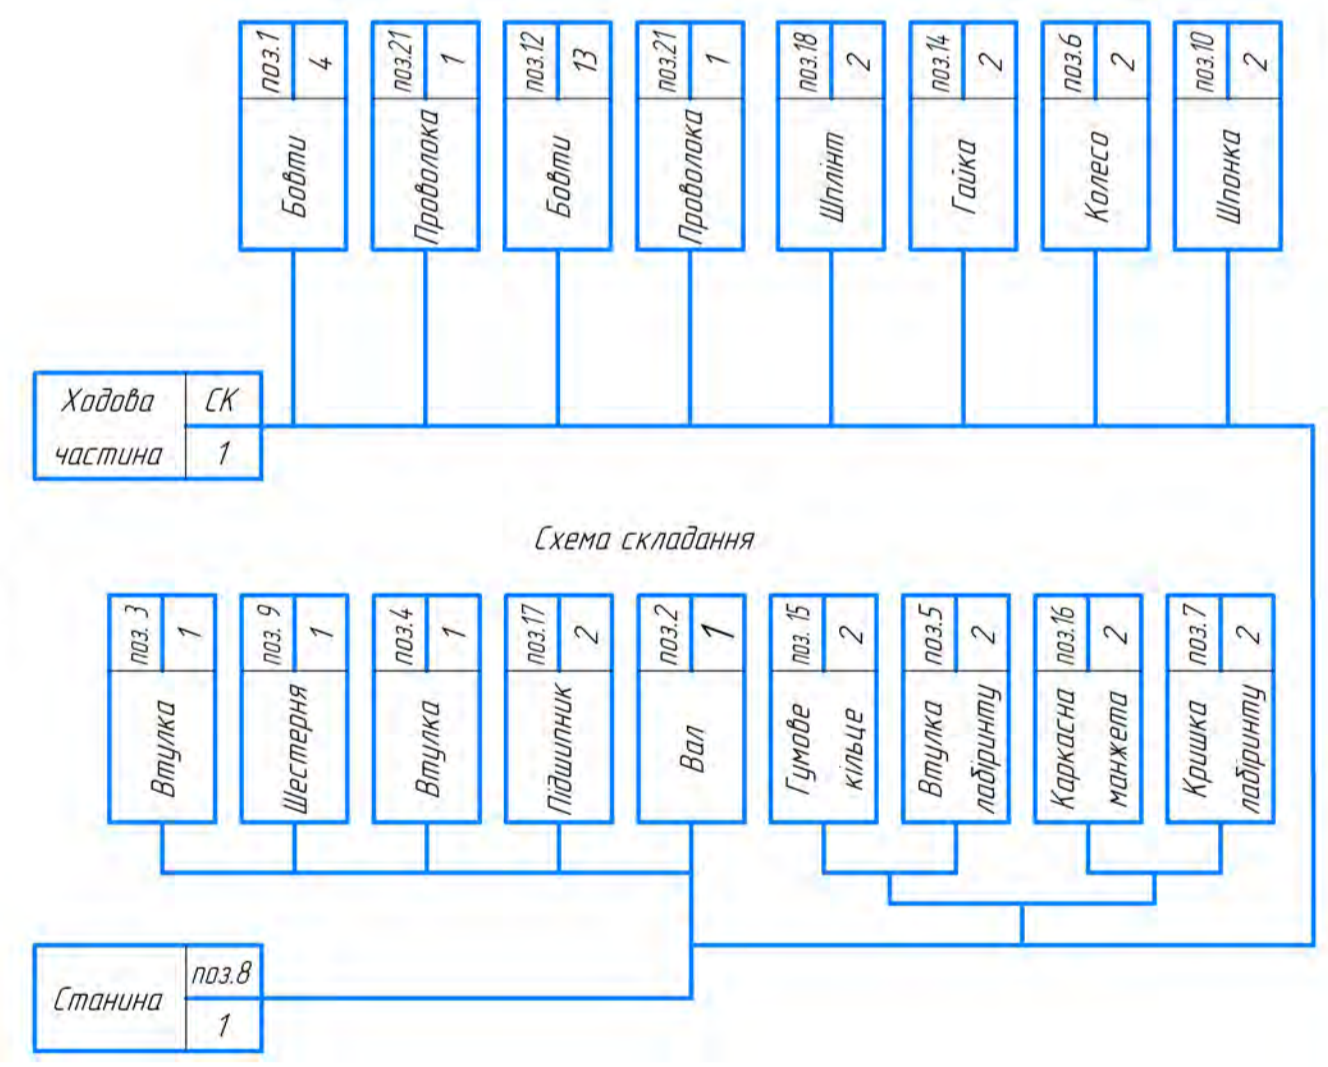 поз.1
4
Бовти
поз.21
1
Проволока
поз.12
13
Бовти
поз.21
1
Проволока
поз.18
2
Шплінт
поз.14
2
Гайка
поз.6
2
Колесо
поз.10
2
Шпонка
Ходова
частина
СК
1
Схема складання
поз. 3
1
Втулка
поз. 9
1
Шестерня
поз.4
1
Втулка
поз.17
2
Підшипник
поз.2
1
Вал
поз. 15
2
Гумове
кільце
поз.5
2
Втулка
лабіринту
поз.16
2
Каркасна
манжета
поз.7
2
Кришка
лабіринту
Станина
поз.8
1